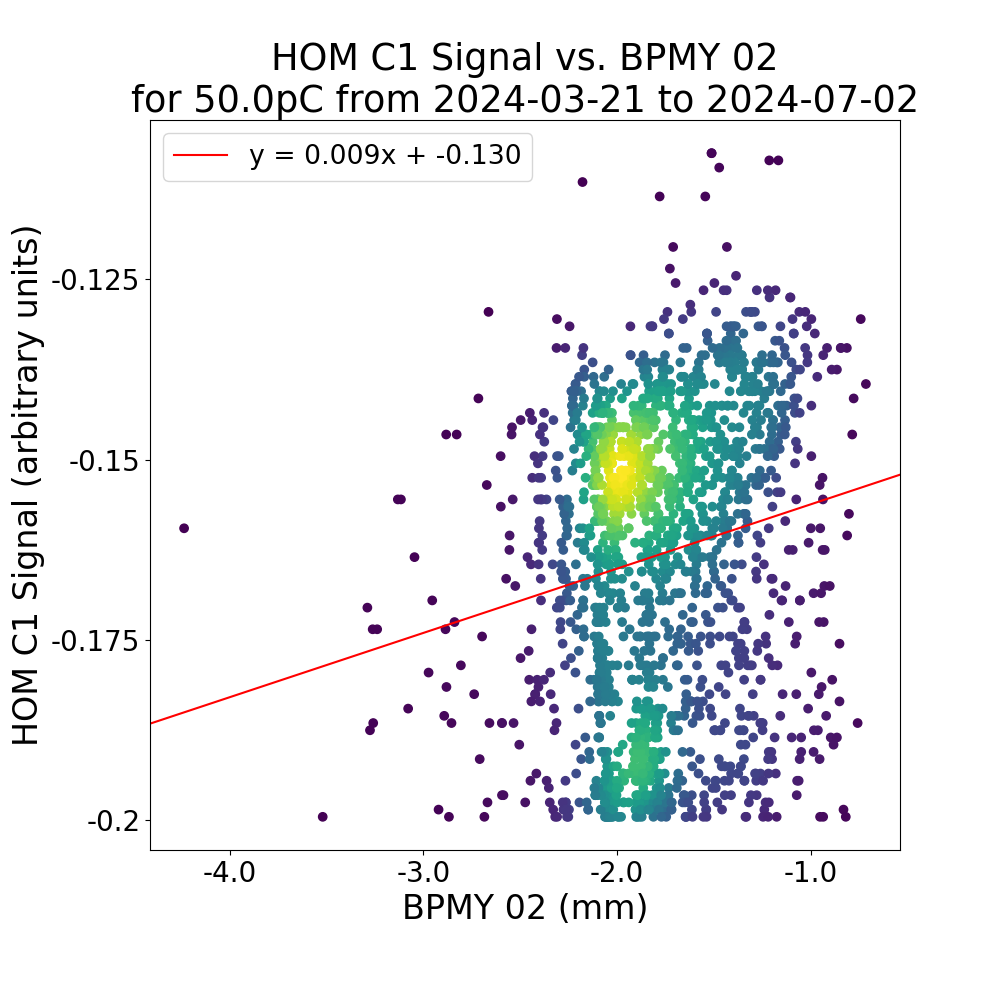 HOM C1 Signal vs. BPMY 02
for 50.0pC from 2024-03-21 to 2024-07-02
y = 0.009x + -0.130
HOM C1 Signal (arbitrary units)
-0.125
-0.15
-0.175
-0.2
-4.0 -3.0 -2.0 -1.0
BPMY 02 (mm)